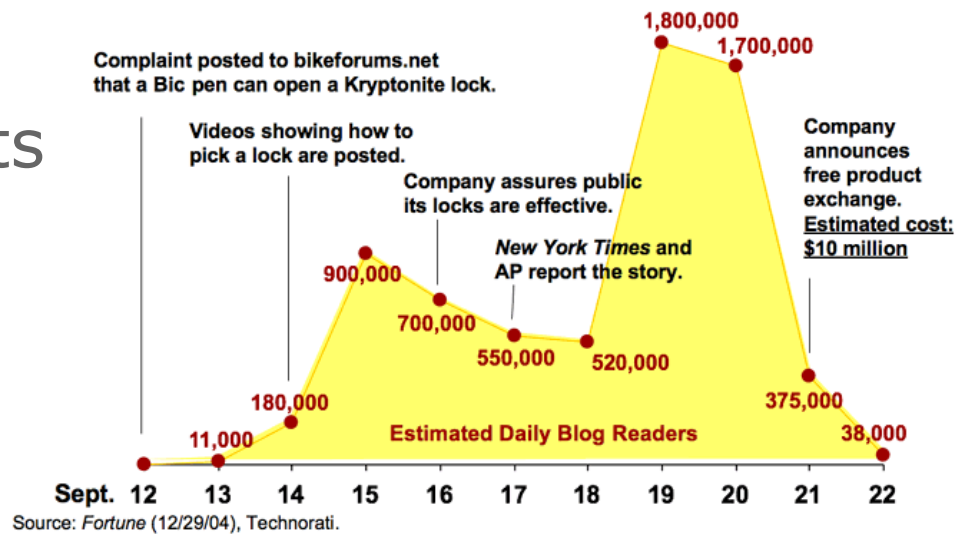 1,800,000
1,700,000
Complaint posted to bikeforums.net
that a Bic pen can open a Kryptonite lock.
ts
Videos showing how to
pick a lock are posted.
Company assures public
its locks are effective.
New York Times and
AP report the story.
Company
announces
free product
exchange.
Estimated cost:
$10 million
900,000
700,000
550,000
520,000
180,000
375,000
11,000
Estimated Daily Blog Readers
38,000
Sept. 12 13 14 15 16 17 18 19 20 21 22
Source: Fortune (12/29/04), Technorati.